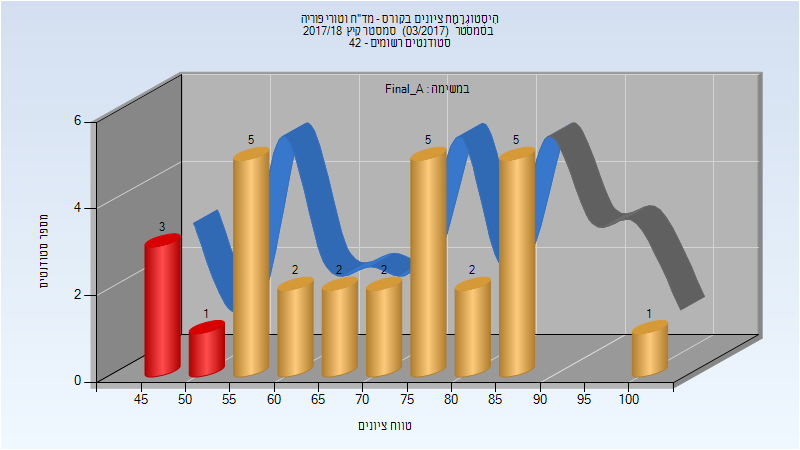 היסטוגרמת ציונים בקורס - מד"ח וטורי פוריה
בסמסטר (03/2017) סמסטר קיץ 2017/18
סטודנטים רשומים - 42
במשימה : Final_A
מספר סטודנטים
6
4
2
0
3
1
5
2
2
2
5
2
5
1
45 50 55 60 65 70 75 80 85 90 95 100
טווח ציונים